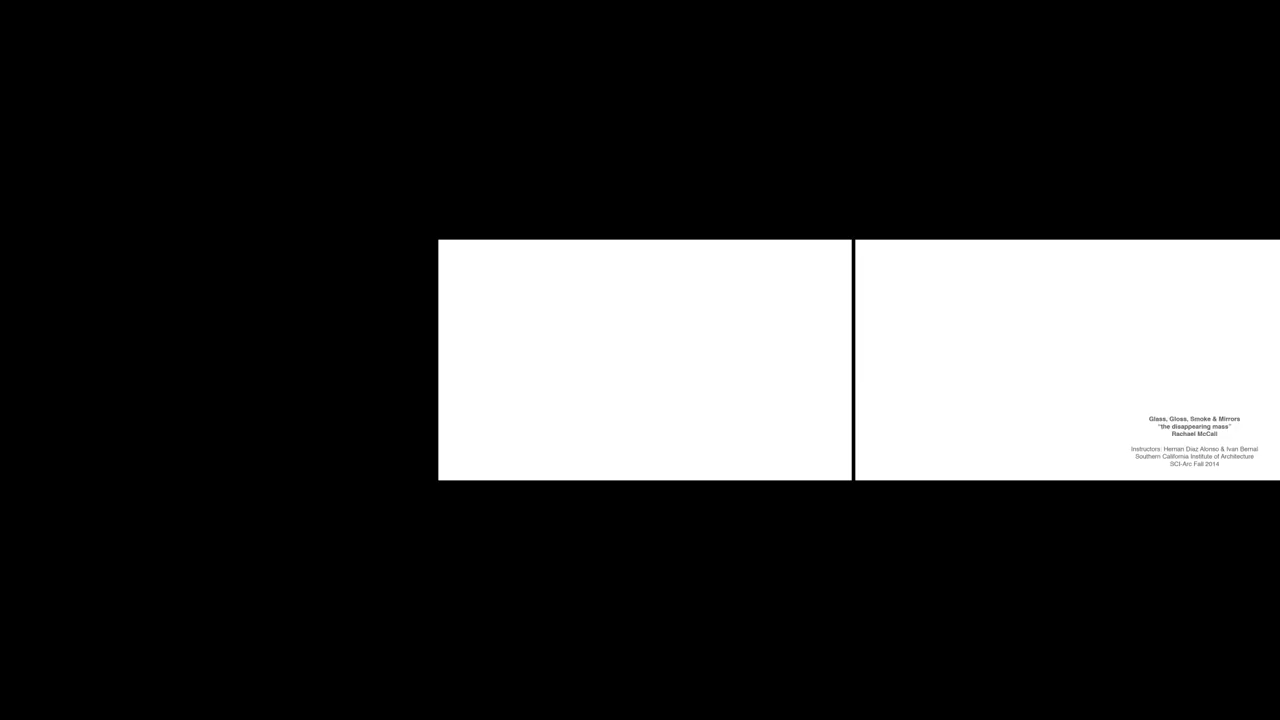 Glass, Gloss, Smoke & Mirrors
"the disappearing mass"
Rachael McCall
Instructors: Hernan Diaz Alonso & Ivan Bernal
Southern California Institute of Architecture
SCI-Arc Fall 2014